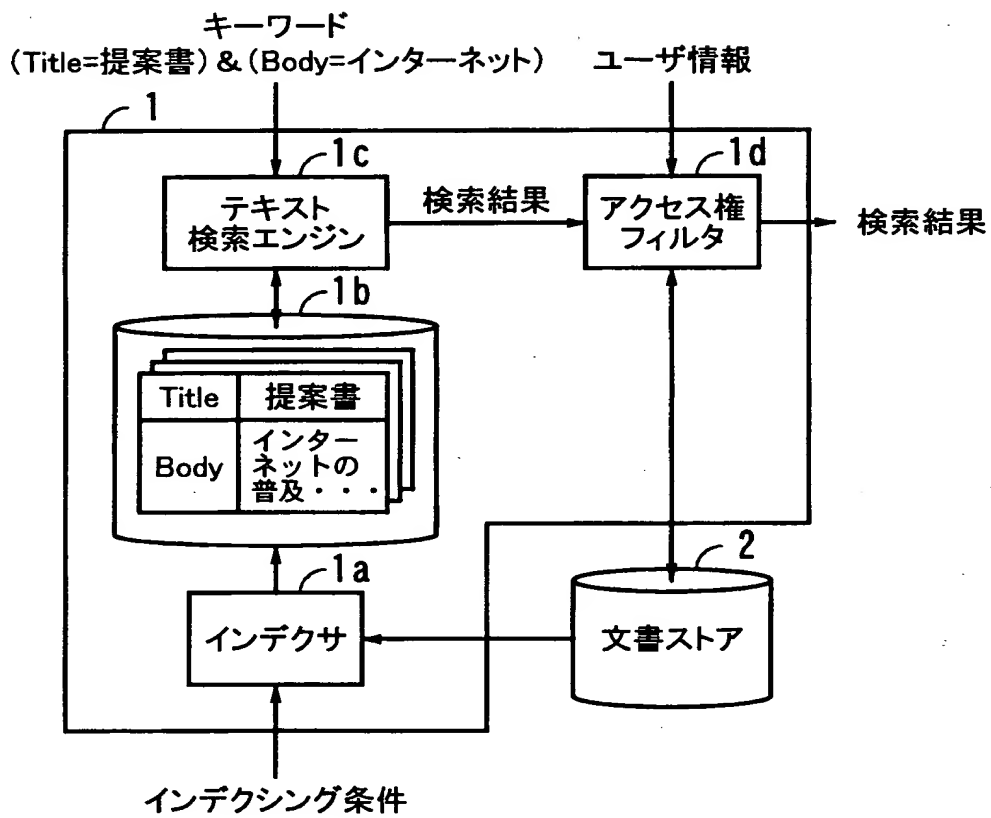 キーワード
(Title=提案書)&(Body=インターネット)
ユーザ情報
1
1c
1d
テキスト
検索エンジン
検索結果
アクセス権
フィルタ
検索結果
1b
Title
提案書
Body
インター
ネットの
普及・・・
1a
2
インデクサ
文書ストア
インデクシング条件